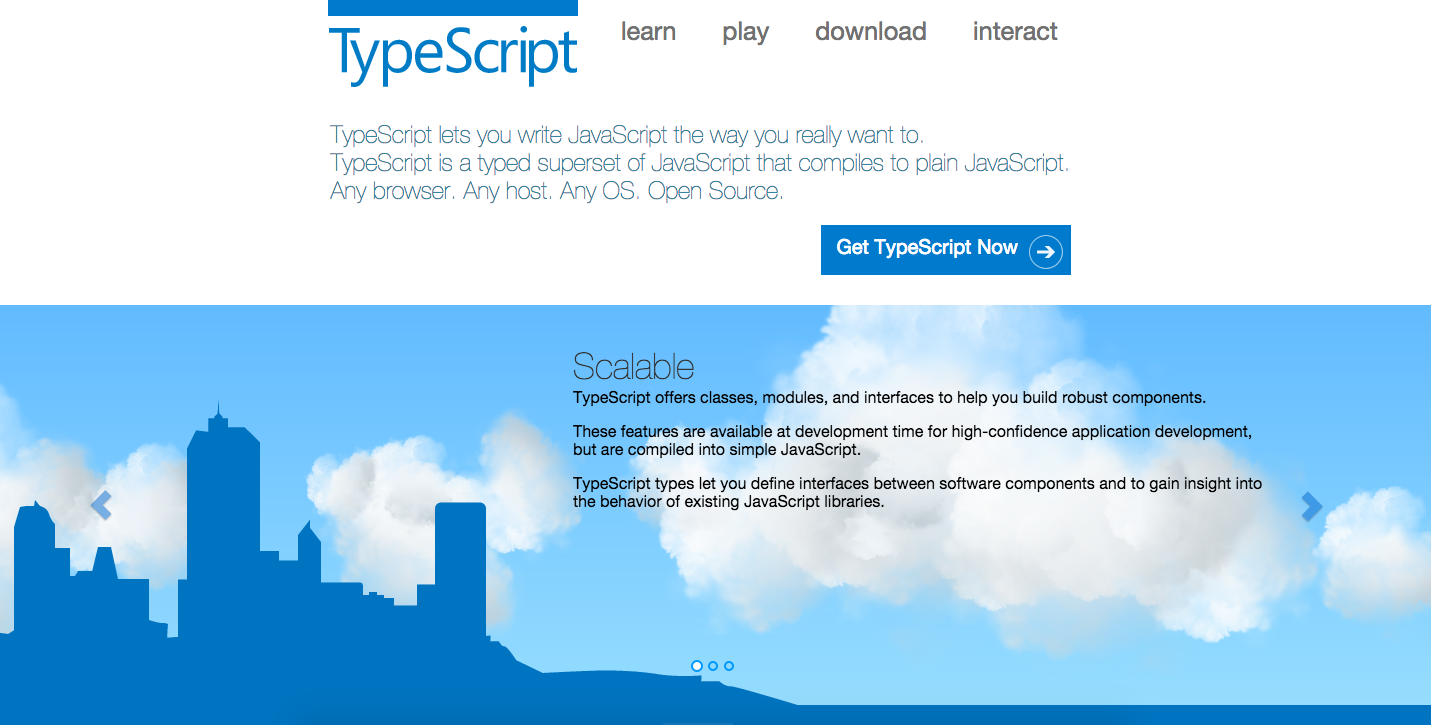 TypeScript
learn
play
download
interact
TypeScript lets you write JavaScript the way you really want to.
TypeScript is a typed superset of JavaScript that compiles to plain JavaScript.
Any browser. Any host. Any OS. Open Source.
Get TypeScript Now
Scalable
TypeScript offers classes, modules, and interfaces to help you build robust components.
These features are available at development time for high-confidence application development,
but are compiled into simple JavaScript.
TypeScript types let you define interfaces between software components and to gain insight into
the behavior of existing JavaScript libraries.